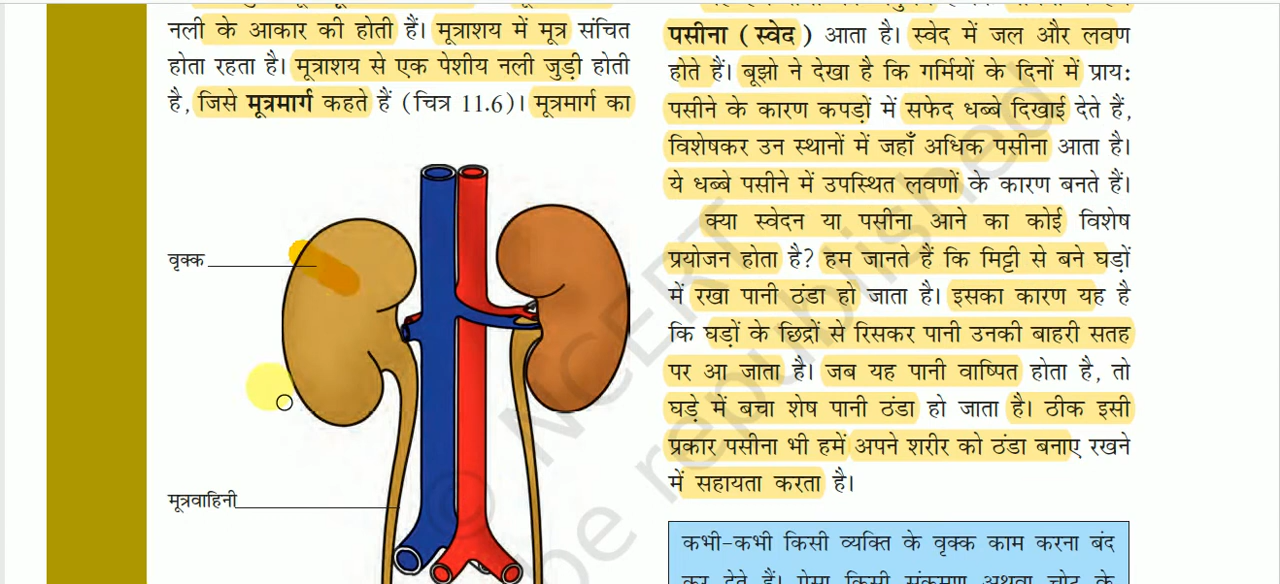 नली के आकार की होती हैं। मूत्राशय में मूत्र संचित
होता रहता है। मूत्राशय से एक पेशीय नली जुड़ी होती
है, जिसे मूत्रमार्ग कहते हैं (चित्र 11.6)। मूत्रमार्ग का
वृक्क
मूत्रवाहिनी
पसीना (स्वेद) आता है। स्वेद में जल और लवण
होते हैं। बूझो ने देखा है कि गर्मियों के दिनों में प्राय:
पसीने के कारण कपड़ों में सफेद धब्बे दिखाई देते हैं,
विशेषकर उन स्थानों में जहाँ अधिक पसीना आता है।
ये धब्बे पसीने में उपस्थित लवणों के कारण बनते हैं।
क्या स्वेदन या पसीना आने का कोई विशेष
प्रयोजन होता है? हम जानते हैं कि मिट्टी से बने घड़ों
में रखा पानी ठंडा हो जाता है। इसका कारण यह है
कि घड़ों के छिद्रों से रिसकर पानी उनकी बाहरी सतह
पर आ जाता है। जब यह पानी वाष्पित होता है, तो
घड़े में बचा शेष पानी ठंडा हो जाता है। ठीक इसी
प्रकार पसीना भी हमें अपने शरीर को ठंडा बनाए रखने
में सहायता करता है।
कभी-कभी किसी व्यक्ति के वृक्क काम करना बंद
© NCERT
be republished